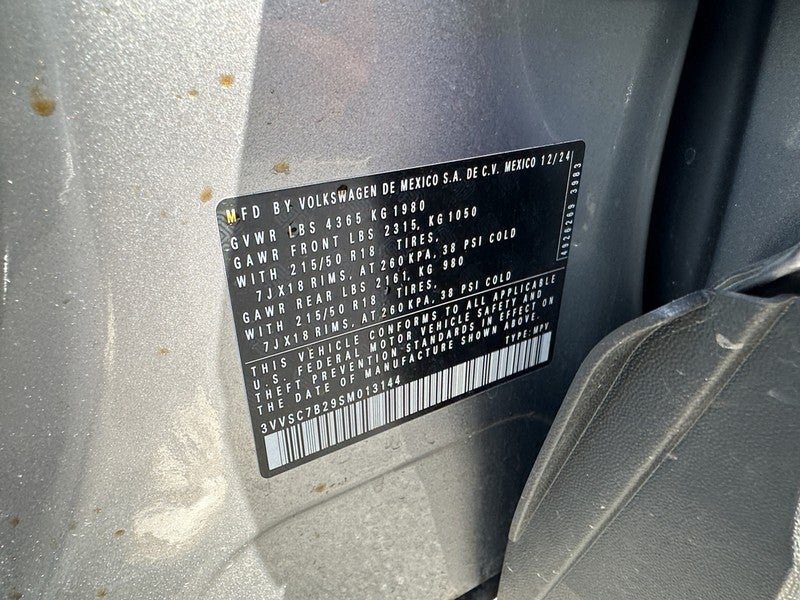 MFD BY VOLKSWAGEN DE MEXICO S.A. DE C.V. MEXICO 12/24
GVWR LBS 4365 KG 1980
GAWR FRONT LBS 2315, KG 1050
WITH 215/50 R18 TIRES,
7JX18 RIMS, AT 260 KPA, 38 PSI COLD
GAWR REAR LBS 2161, KG 980
WITH 215/50 R18 TIRES,
7JX18 RIMS, AT 260 KPA, 38 PSI COLD
THIS VEHICLE CONFORMS TO ALL APPLICABLE
U.S. FEDERAL MOTOR VEHICLE SAFETY AND
THEFT PREVENTION STANDARDS IN EFFECT ON
THE DATE OF MANUFACTURE SHOWN ABOVE.
3VVSC7B29SM013144 TYPE: MPV
4926269 3983